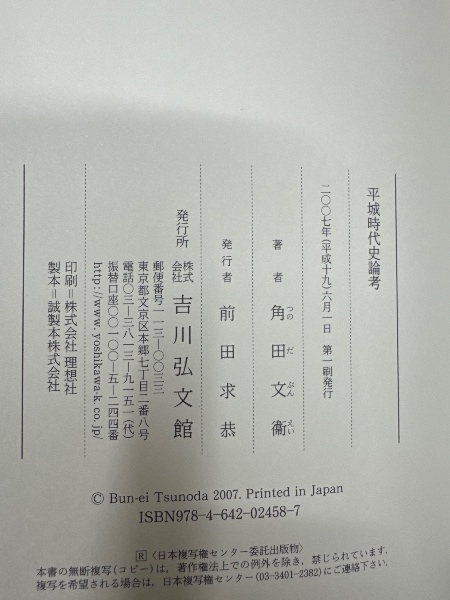 平城時代史論考
二〇〇七年(平成十九)六月一日　第一刷発行
著者　角田文衞
つのだぶんえい
発行者　前田求恭
発行所　株式会社　吉川弘文館
郵便番号一一三―〇〇三三
東京都文京区本郷七丁目二番八号
電話〇三―三八一三―九一五一(代)
振替口座〇〇一〇〇―五―二四四番
http://www.yoshikawa-k.co.jp/
印刷＝株式会社 理想社
製本＝誠製本株式会社
© Bun-ei Tsunoda 2007. Printed in Japan
ISBN978-4-642-02458-7
Ⓡ〈日本複写権センター委託出版物〉
本書の無断複写(コピー)は，著作権法上での例外を除き，禁じられています．
複写を希望される場合は，日本複写権センター(03-3401-2382)にご連絡下さい．